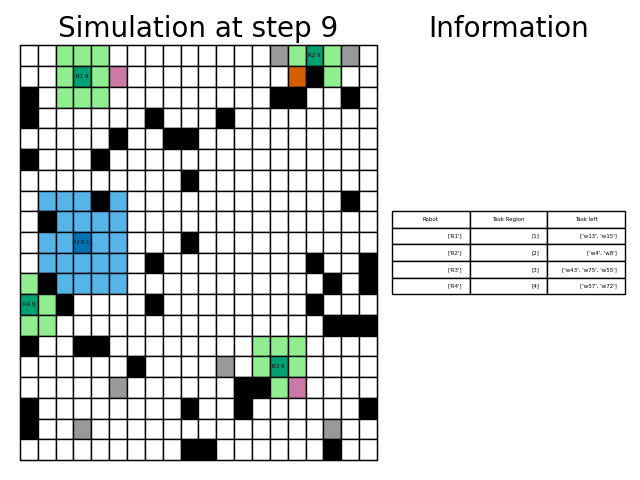 Simulation at step 9
Information
R2 9
R1 9
Robot Task Region Task left
['R1'] [1] ['w13', 'w15']
['R2'] [2] ['w4', 'w8']
['R3'] [3] ['w43', 'w75', 'w55']
['R4'] [4] ['w57', 'w72']
U 9 1
R4 9
R3 9